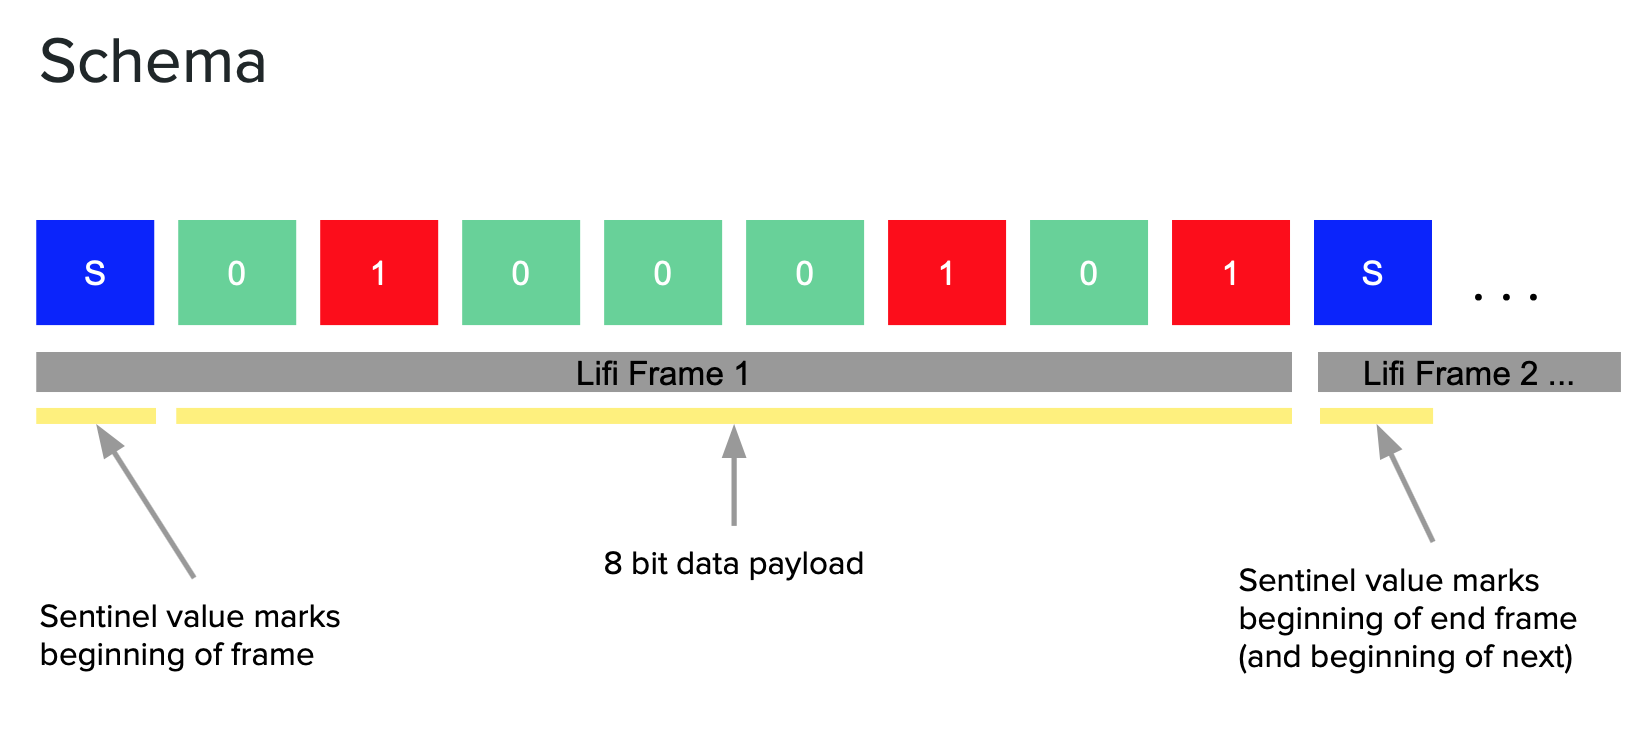 Schema
S 0 1 0 0 0 1 0 1 S ...
Lifi Frame 1
Lifi Frame 2 ...
8 bit data payload
Sentinel value marks
beginning of frame
Sentinel value marks
beginning of end frame
(and beginning of next)